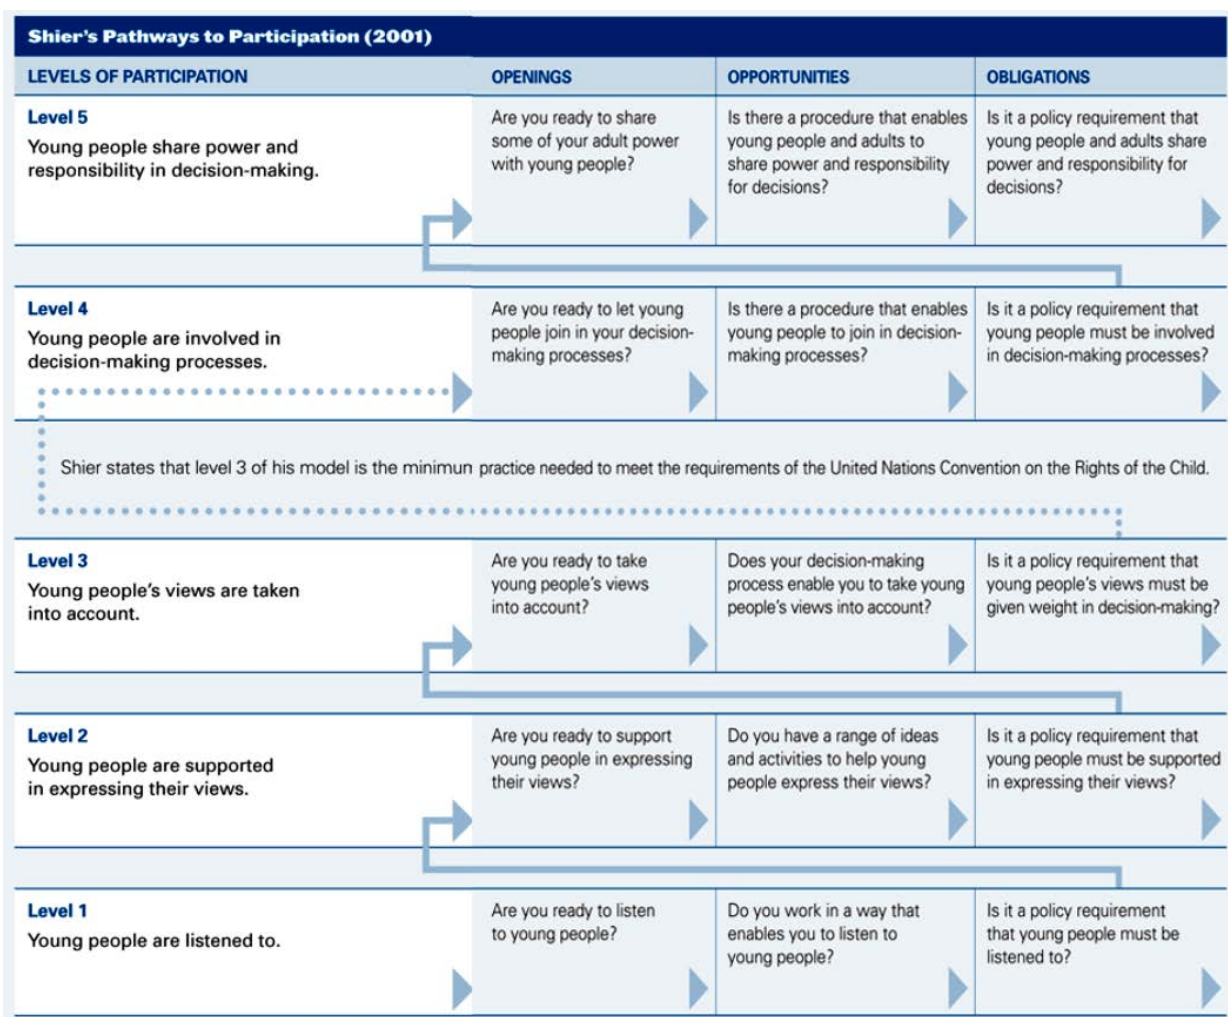 Shier's Pathways to Participation (2001)
LEVELS OF PARTICIPATION
OPENINGS
OPPORTUNITIES
OBLIGATIONS
Level 5
Young people share power and
responsibility in decision-making.
Are you ready to share
some of your adult power
with young people?
Is there a procedure that enables
young people and adults to
share power and responsibility
for decisions?
Is it a policy requirement that
young people and adults share
power and responsibility for
decisions?
Level 4
Young people are involved in
decision-making processes.
Are you ready to let young
people join in your decision-
making processes?
Is there a procedure that enables
young people to join in decision-
making processes?
Is it a policy requirement that
young people must be involved
in decision-making processes?
Shier states that level 3 of his model is the minimun practice needed to meet the requirements of the United Nations Convention on the Rights of the Child.
Level 3
Young people's views are taken
into account.
Are you ready to take
young people's views
into account?
Does your decision-making
process enable you to take young
people's views into account?
Is it a policy requirement that
young people's views must be
given weight in decision-making?
Level 2
Young people are supported
in expressing their views.
Are you ready to support
young people in expressing
their views?
Do you have a range of ideas
and activities to help young
people express their views?
Is it a policy requirement that
young people must be supported
in expressing their views?
Level 1
Young people are listened to.
Are you ready to listen
to young people?
Do you work in a way that
enables you to listen to
young people?
Is it a policy requirement
that young people must be
listened to?